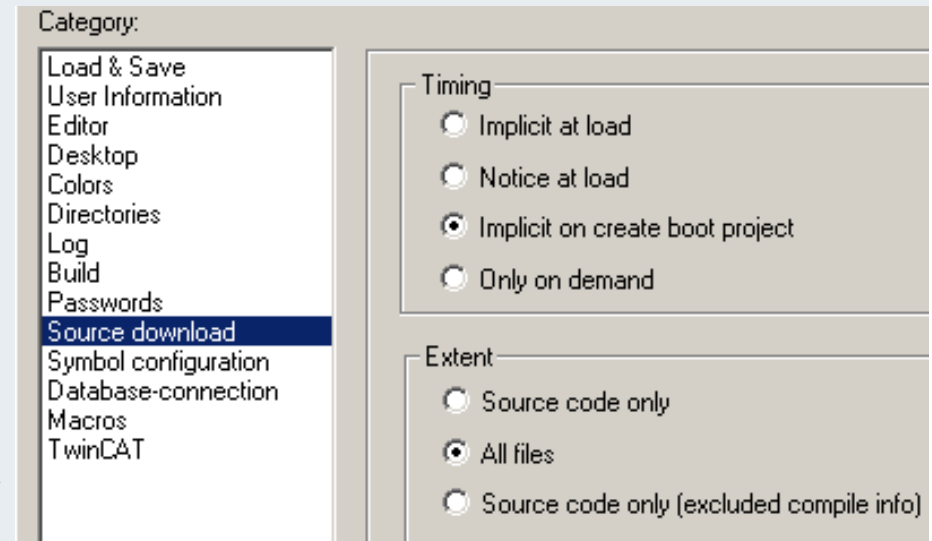 Category:
Load & Save
User Information
Editor
Desktop
Colors
Directories
Log
Build
Passwords
Source download
Symbol configuration
Database-connection
Macros
TwinCAT
Timing
Implicit at load
Notice at load
Implicit on create boot project
Only on demand
Extent
Source code only
All files
Source code only (excluded compile info)